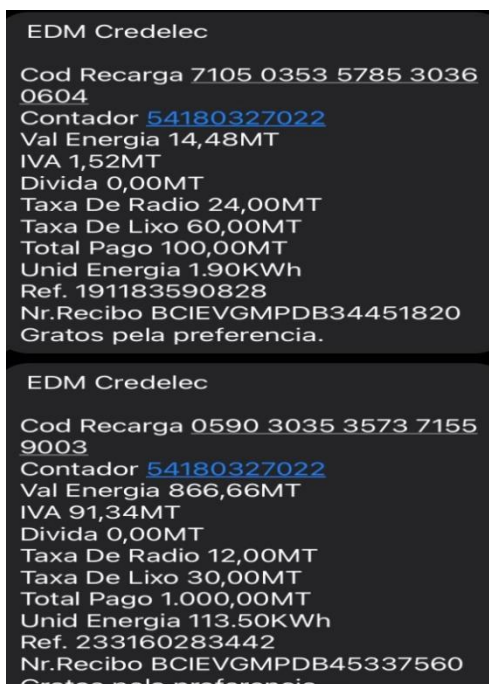 EDM Credelec
Cod Recarga 7105 0353 5785 3036
0604
Contador 54180327022
Val Energia 14,48MT
IVA 1,52MT
Divida 0,00MT
Taxa De Radio 24,00MT
Taxa De Lixo 60,00MT
Total Pago 100,00MT
Unid Energia 1.90KWh
Ref. 191183590828
Nr.Recibo BCIEVGMPDB34451820
Gratos pela preferencia.
EDM Credelec
Cod Recarga 0590 3035 3573 7155
9003
Contador 54180327022
Val Energia 866,66MT
IVA 91,34MT
Divida 0,00MT
Taxa De Radio 12,00MT
Taxa De Lixo 30,00MT
Total Pago 1.000,00MT
Unid Energia 113.50KWh
Ref. 233160283442
Nr.Recibo BCIEVGMPDB45337560
Gratos pela preferencia